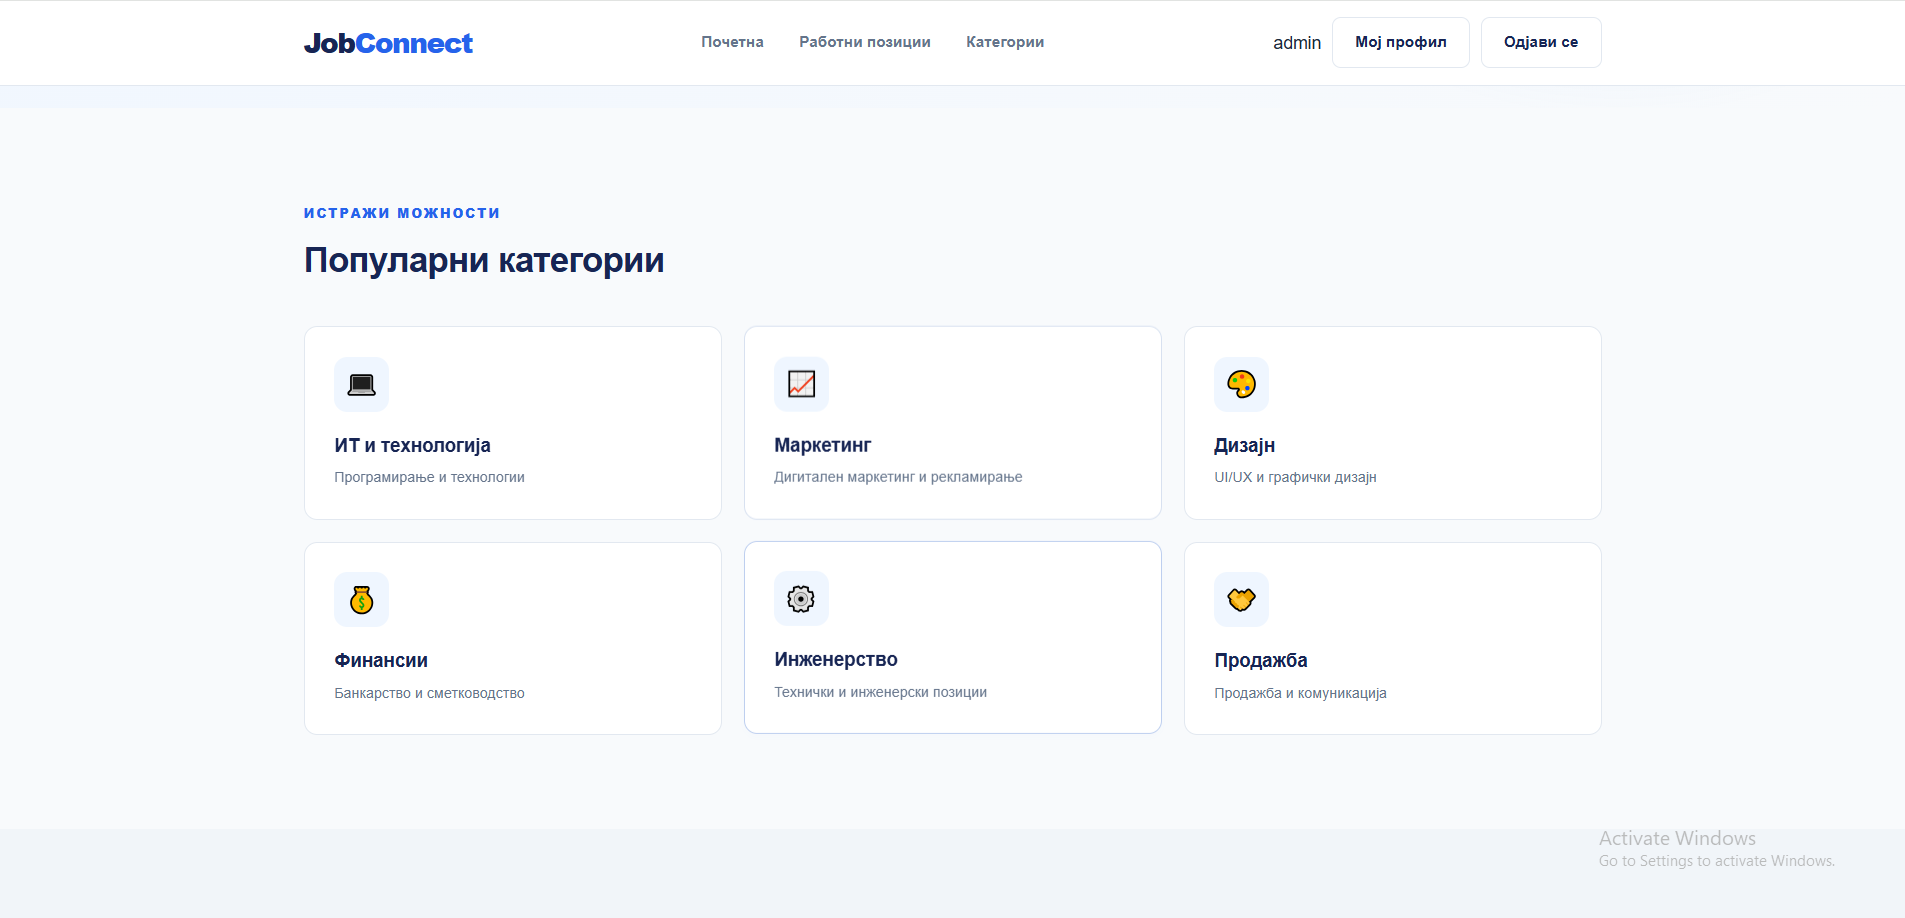 JobConnect
Почетна
Работни позиции
Категории
admin
Мој профил
Одјави се
ИСТРАЖИ МОЖНОСТИ
Популарни категории
ИТ и технологија
Програмирање и технологии
Маркетинг
Дигитален маркетинг и рекламирање
Дизајн
UI/UX и графички дизајн
Финансии
Банкарство и сметководство
Инженерство
Технички и инженерски позиции
Продажба
Продажба и комуникација
Activate Windows
Go to Settings to activate Windows.